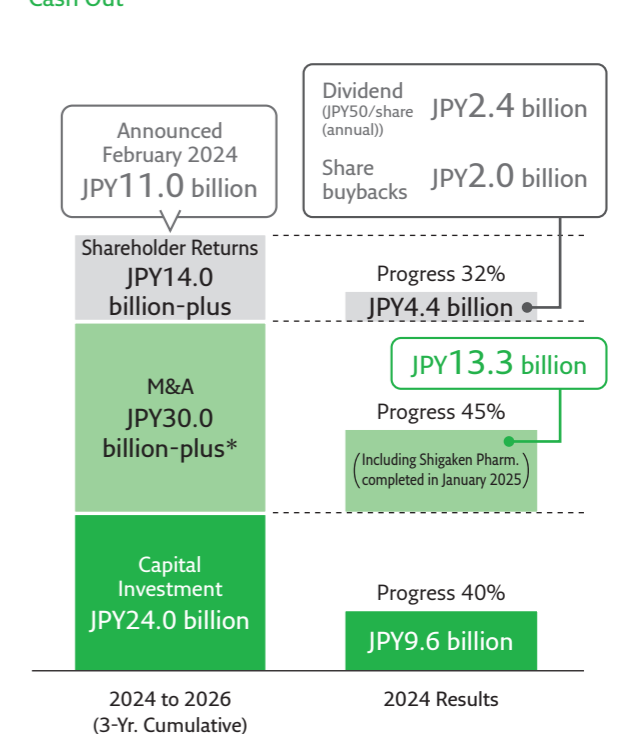 Cash Out
Dividend
(JPY50/share
(annual))
JPY2.4 billion
Share
buybacks
JPY2.0 billion
Announced
February 2024
JPY11.0 billion
Shareholder Returns
JPY14.0
billion-plus
Progress 32%
JPY4.4 billion
JPY13.3 billion
M&A
JPY30.0
billion-plus*
Progress 45%
(Including Shigaken Pharm.
completed in January 2025)
Capital
Investment
JPY24.0 billion
Progress 40%
JPY9.6 billion
2024 to 2026
(3-Yr. Cumulative)
2024 Results